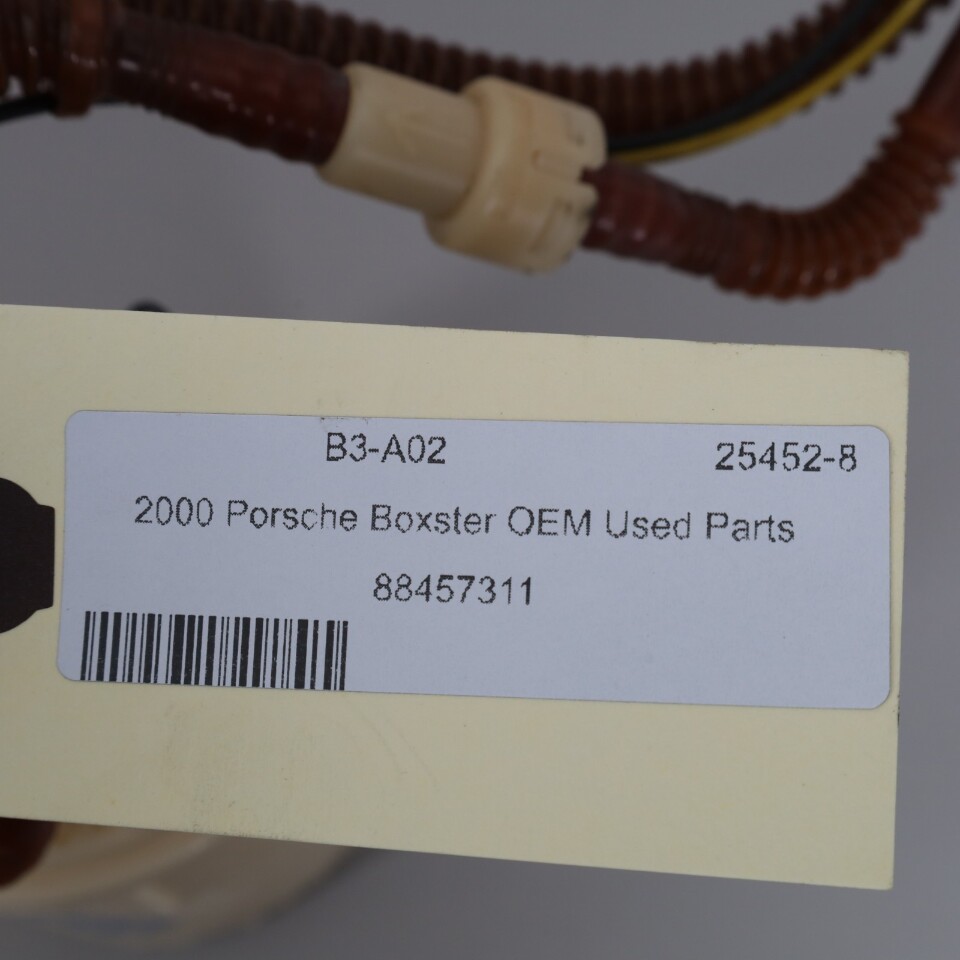 B3-A02 25452-8
2000 Porsche Boxster OEM Used Parts
88457311